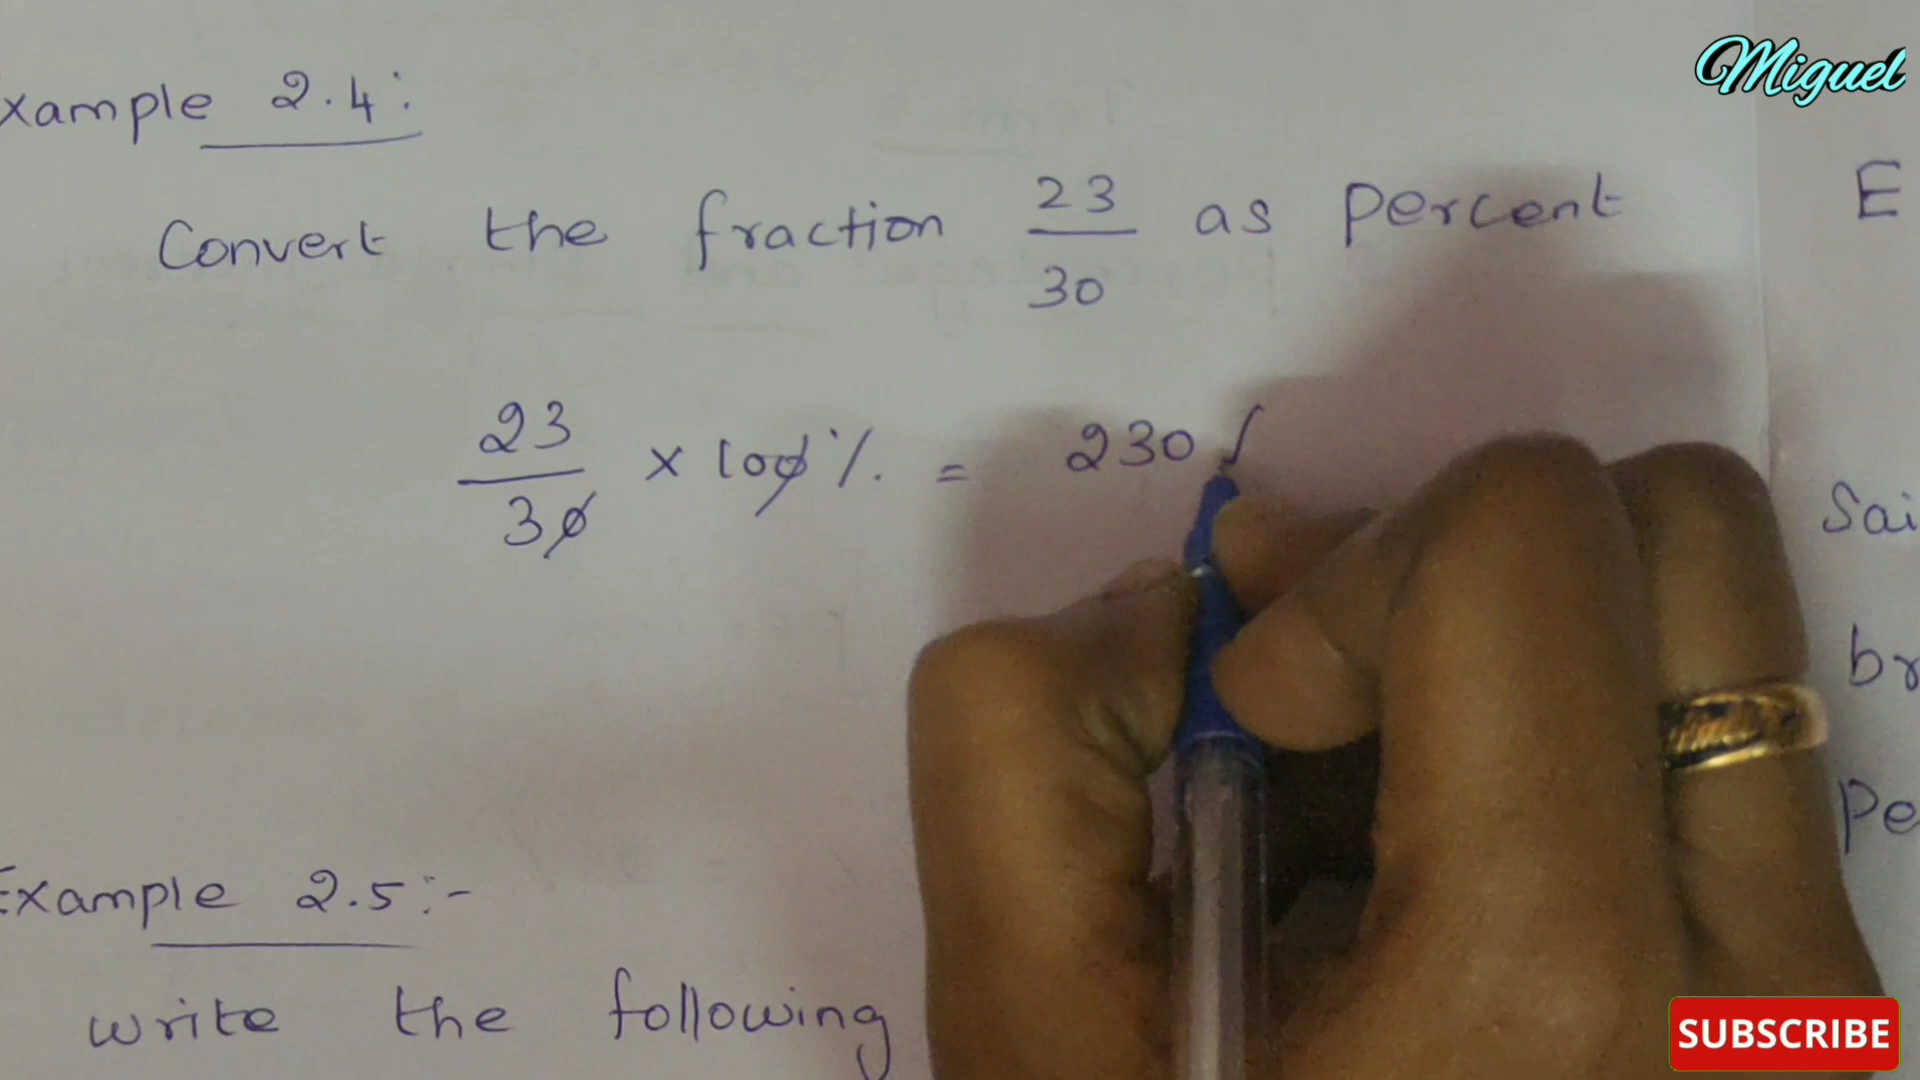 Miguel
xample 2.4:
Convert the fraction 23/30 as percent
23/30 x 100% = 230
Example 2.5:-
write the following
E
Sai
br
Pe
SUBSCRIBE